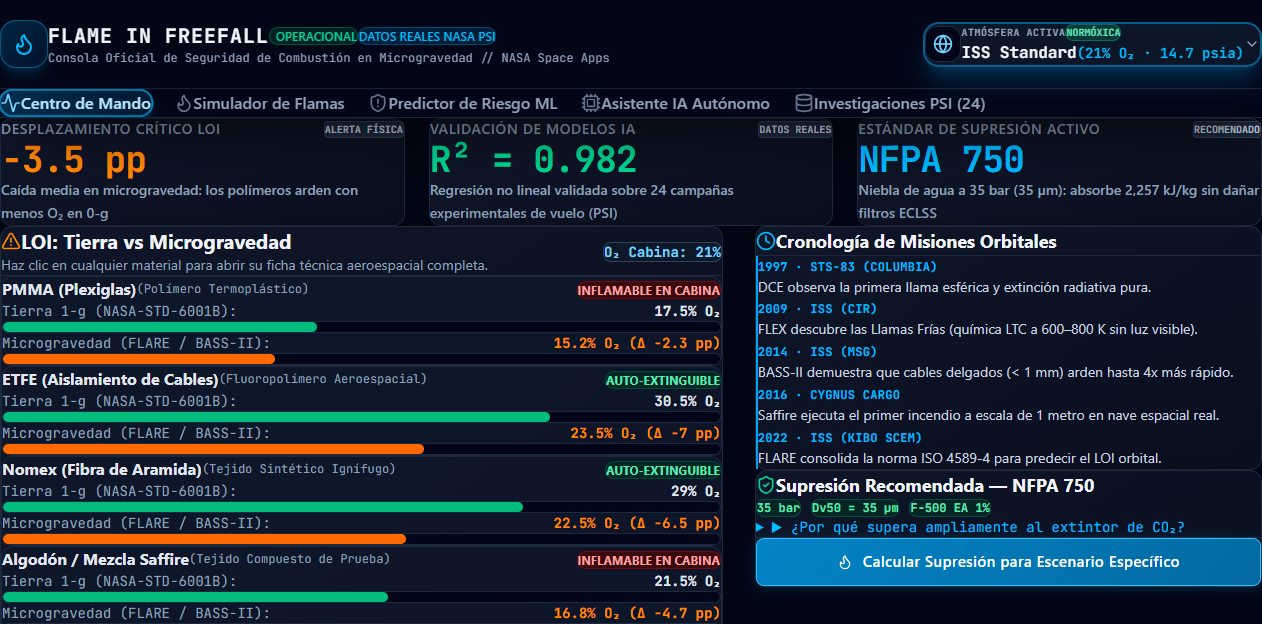 FLAME IN FREEFALL OPERACIONAL DATOS REALES NASA PSI
Consola Oficial de Seguridad de Combustión en Microgravedad // NASA Space Apps
ATMÓSFERA ACTIVA NORMÓXICA
ISS Standard (21% O₂ · 14.7 psia)
Centro de Mando Simulador de Flamas Predictor de Riesgo ML Asistente IA Autónomo Investigaciones PSI (24)
DESPLAZAMIENTO CRÍTICO LOI ALERTA FÍSICA
-3.5 pp
Caída media en microgravedad: los polímeros arden con
menos O₂ en 0-g
VALIDACIÓN DE MODELOS IA DATOS REALES
R² = 0.982
Regresión no lineal validada sobre 24 campañas
experimentales de vuelo (PSI)
ESTÁNDAR DE SUPRESIÓN ACTIVO RECOMENDADO
NFPA 750
Niebla de agua a 35 bar (35 µm): absorbe 2,257 kJ/kg sin dañar
filtros ECLSS
LOI: Tierra vs Microgravedad
Haz clic en cualquier material para abrir su ficha técnica aeroespacial completa.
O₂ Cabina: 21%
PMMA (Plexiglas) (Polímero Termoplástico) INFLAMABLE EN CABINA
Tierra 1-g (NASA-STD-6001B): 17.5% O₂
Microgravedad (FLARE / BASS-II): 15.2% O₂ (Δ -2.3 pp)
ETFE (Aislamiento de Cables) (Fluoropolímero Aeroespacial) AUTO-EXTINGUIBLE
Tierra 1-g (NASA-STD-6001B): 30.5% O₂
Microgravedad (FLARE / BASS-II): 23.5% O₂ (Δ -7 pp)
Nomex (Fibra de Aramida) (Tejido Sintético Ignífugo) AUTO-EXTINGUIBLE
Tierra 1-g (NASA-STD-6001B): 29% O₂
Microgravedad (FLARE / BASS-II): 22.5% O₂ (Δ -6.5 pp)
Algodón / Mezcla Saffire (Tejido Compuesto de Prueba) INFLAMABLE EN CABINA
Tierra 1-g (NASA-STD-6001B): 21.5% O₂
Microgravedad (FLARE / BASS-II): 16.8% O₂ (Δ -4.7 pp)
Cronología de Misiones Orbitales
1997 · STS-83 (COLUMBIA)
DCE observa la primera llama esférica y extinción radiativa pura.
2009 · ISS (CIR)
FLEX descubre las Llamas Frías (química LTC a 600–800 K sin luz visible).
2014 · ISS (MSG)
BASS-II demuestra que cables delgados (< 1 mm) arden hasta 4x más rápido.
2016 · CYGNUS CARGO
Saffire ejecuta el primer incendio a escala de 1 metro en nave espacial real.
2022 · ISS (KIBO SCEM)
FLARE consolida la norma ISO 4589-4 para predecir el LOI orbital.
Supresión Recomendada — NFPA 750
35 bar Dv50 = 35 µm F-500 EA 1%
▶ ▶ ¿Por qué supera ampliamente al extintor de CO₂?
Calcular Supresión para Escenario Específico